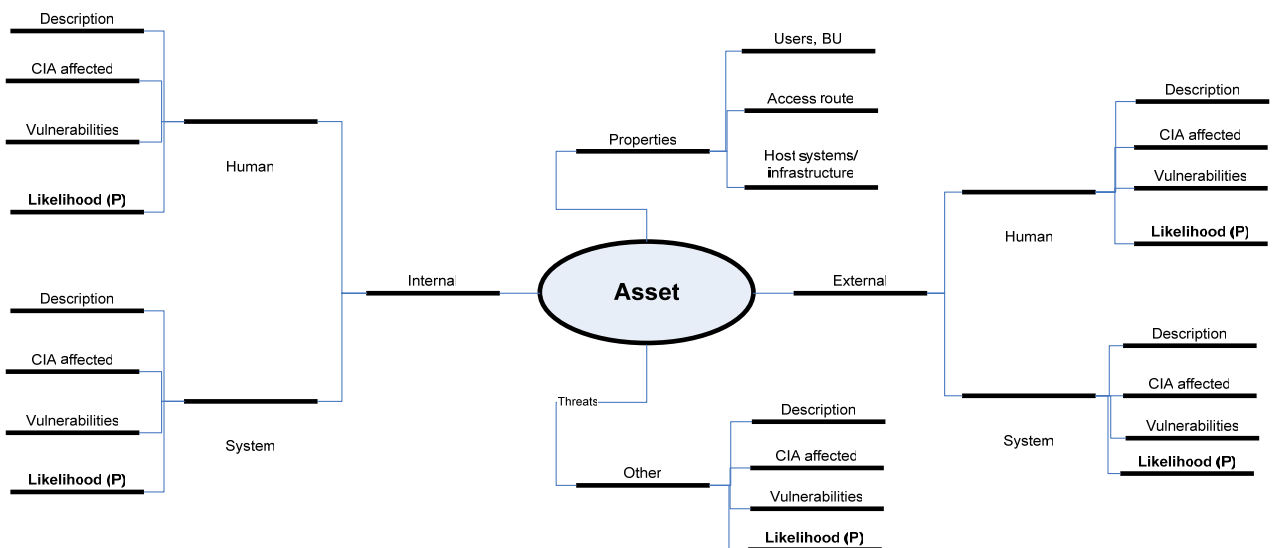 Description
CIA affected
Vulnerabilities
Likelihood (P)
Human
Description
CIA affected
Vulnerabilities
Likelihood (P)
System
Internal
Users, BU
Access route
Host systems/
infrastructure
Properties
Asset
Threats
Other
Description
CIA affected
Vulnerabilities
Likelihood (P)
External
Human
Description
CIA affected
Vulnerabilities
Likelihood (P)
System
Description
CIA affected
Vulnerabilities
Likelihood (P)